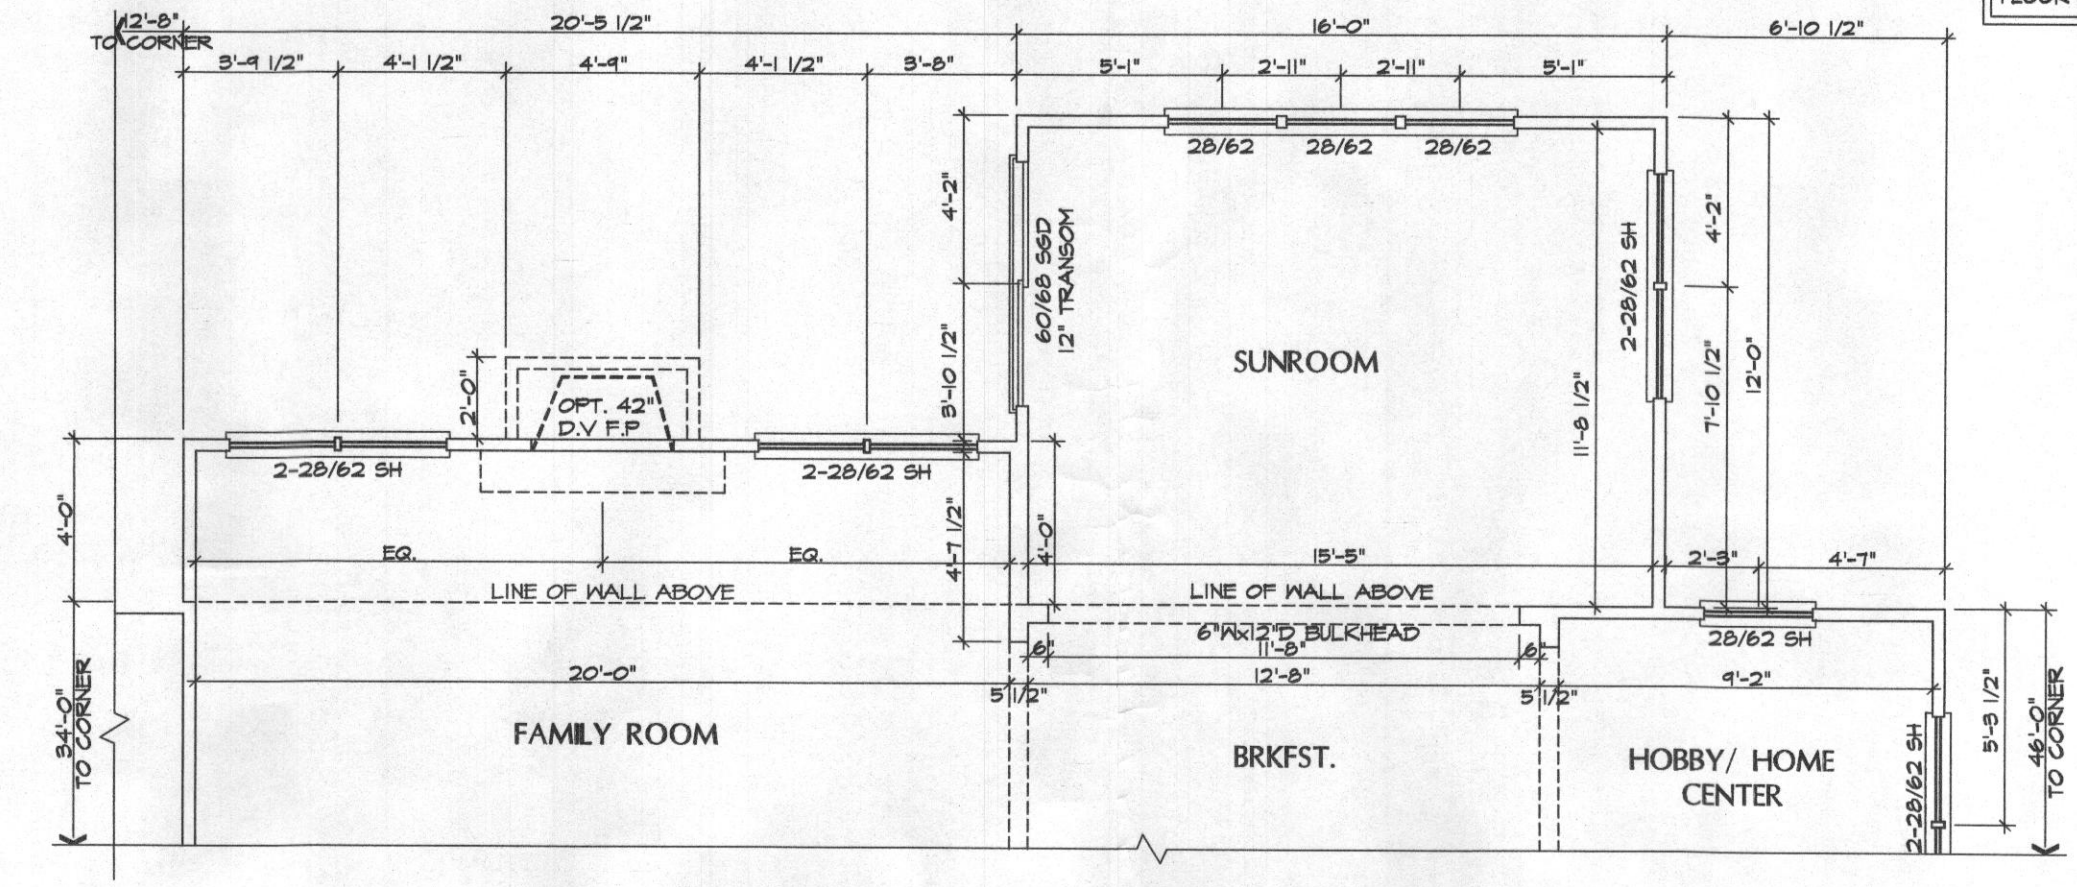 12'-8"
TO CORNER
20'-5 1/2"
16'-0"
6'-10 1/2"
3'-9 1/2"
4'-1 1/2"
4'-9"
4'-1 1/2"
3'-8"
5'-1"
2'-11"
2'-11"
5'-1"
28/62
28/62
28/62
4'-2"
60/68 SGD
12" TRANSOM
3'-10 1/2"
SUNROOM
11'-8 1/2"
2-28/62 SH
4'-2"
7'-10 1/2"
12'-0"
2'-0"
OPT. 42"
D.V F.P
2-28/62 SH
2-28/62 SH
4'-0"
EQ.
EQ.
4'-7 1/2"
4'-0"
15'-5"
2'-3"
4'-7"
LINE OF WALL ABOVE
LINE OF WALL ABOVE
6"Wx12"D BULKHEAD
6"
11'-8"
6"
28/62 SH
20'-0"
5 1/2"
12'-8"
5 1/2"
9'-2"
34'-0"
TO CORNER
FAMILY ROOM
BRKFST.
HOBBY/ HOME
CENTER
2-28/62 SH
5'-3 1/2"
46'-0"
TO CORNER